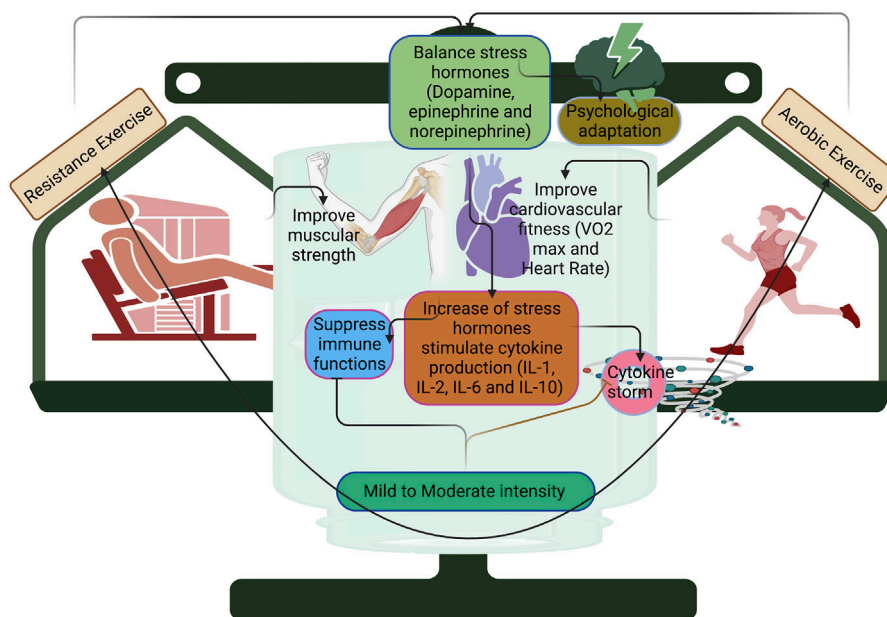 Balance stress
hormones
(Dopamine,
epinephrine and
norepinephrine)
Psychological
adaptation
Resistance Exercise
Aerobic Exercise
Improve
muscular
strength
Improve
cardiovascular
fitness (VO2
max and
Heart Rate)
Suppress
immune
functions
Increase of stress
hormones
stimulate cytokine
production (IL-1,
IL-2, IL-6 and IL-10)
Cytokine
storm
Mild to Moderate intensity